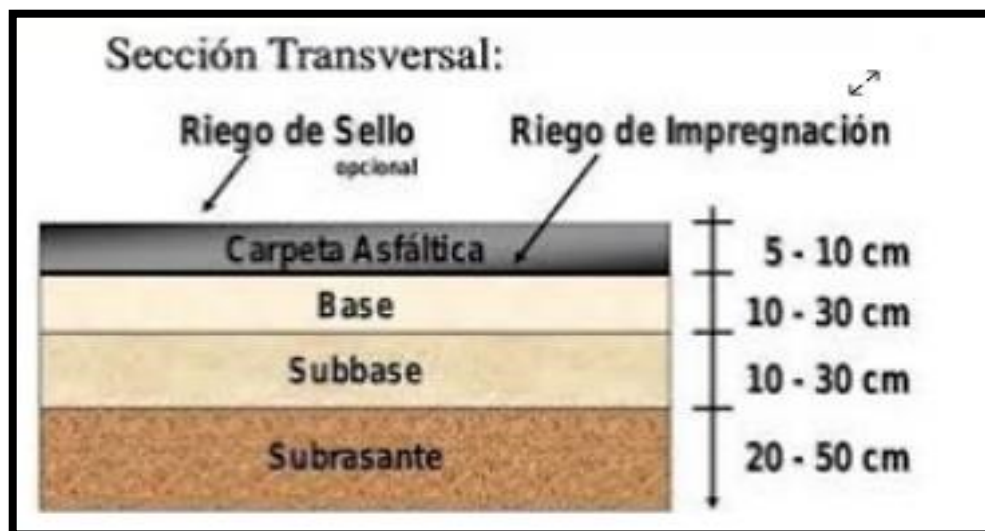 Sección Transversal:
Riego de Sello
opcional
Riego de Impregnación
Carpeta Asfáltica
5 - 10 cm
Base
10 - 30 cm
Subbase
10 - 30 cm
Subrasante
20 - 50 cm